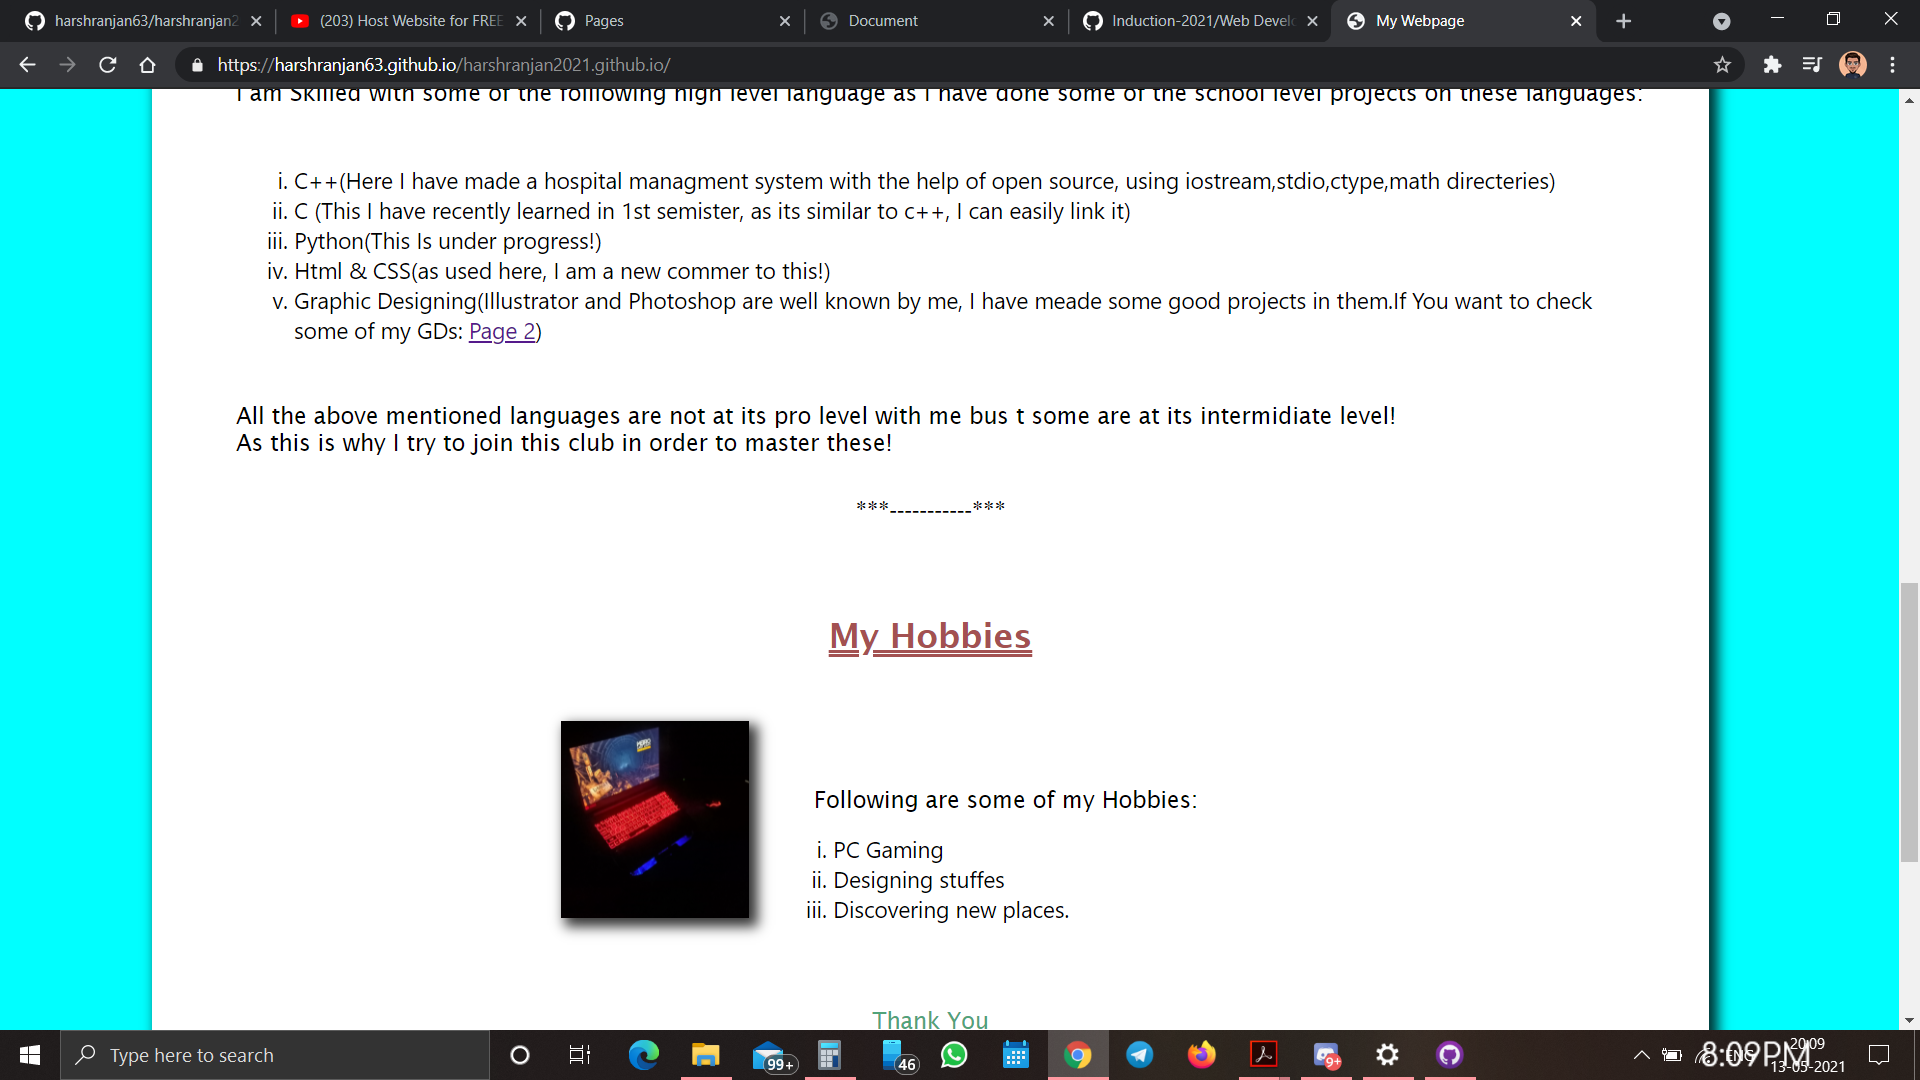 harshranjan63/harshranjan2
(203) Host Website for FREE
Pages
Document
Induction-2021/Web Develo
My Webpage
https://harshranjan63.github.io/harshranjan2021.github.io/
I am Skilled with some of the following high level language as I have done some of the school level projects on these languages:
i. C++(Here I have made a hospital managment system with the help of open source, using iostream,stdio,ctype,math directeries)
ii. C (This I have recently learned in 1st semister, as its similar to c++, I can easily link it)
iii. Python(This Is under progress!)
iv. Html & CSS(as used here, I am a new commer to this!)
v. Graphic Designing(Illustrator and Photoshop are well known by me, I have meade some good projects in them.If You want to check
some of my GDs: Page 2)
All the above mentioned languages are not at its pro level with me bus t some are at its intermidiate level!
As this is why I try to join this club in order to master these!
***-----------***
My Hobbies
Following are some of my Hobbies:
i. PC Gaming
ii. Designing stuffes
iii. Discovering new places.
Thank You
Type here to search
99+
46
9+
ENG
8:09PM
20:09
13-05-2021